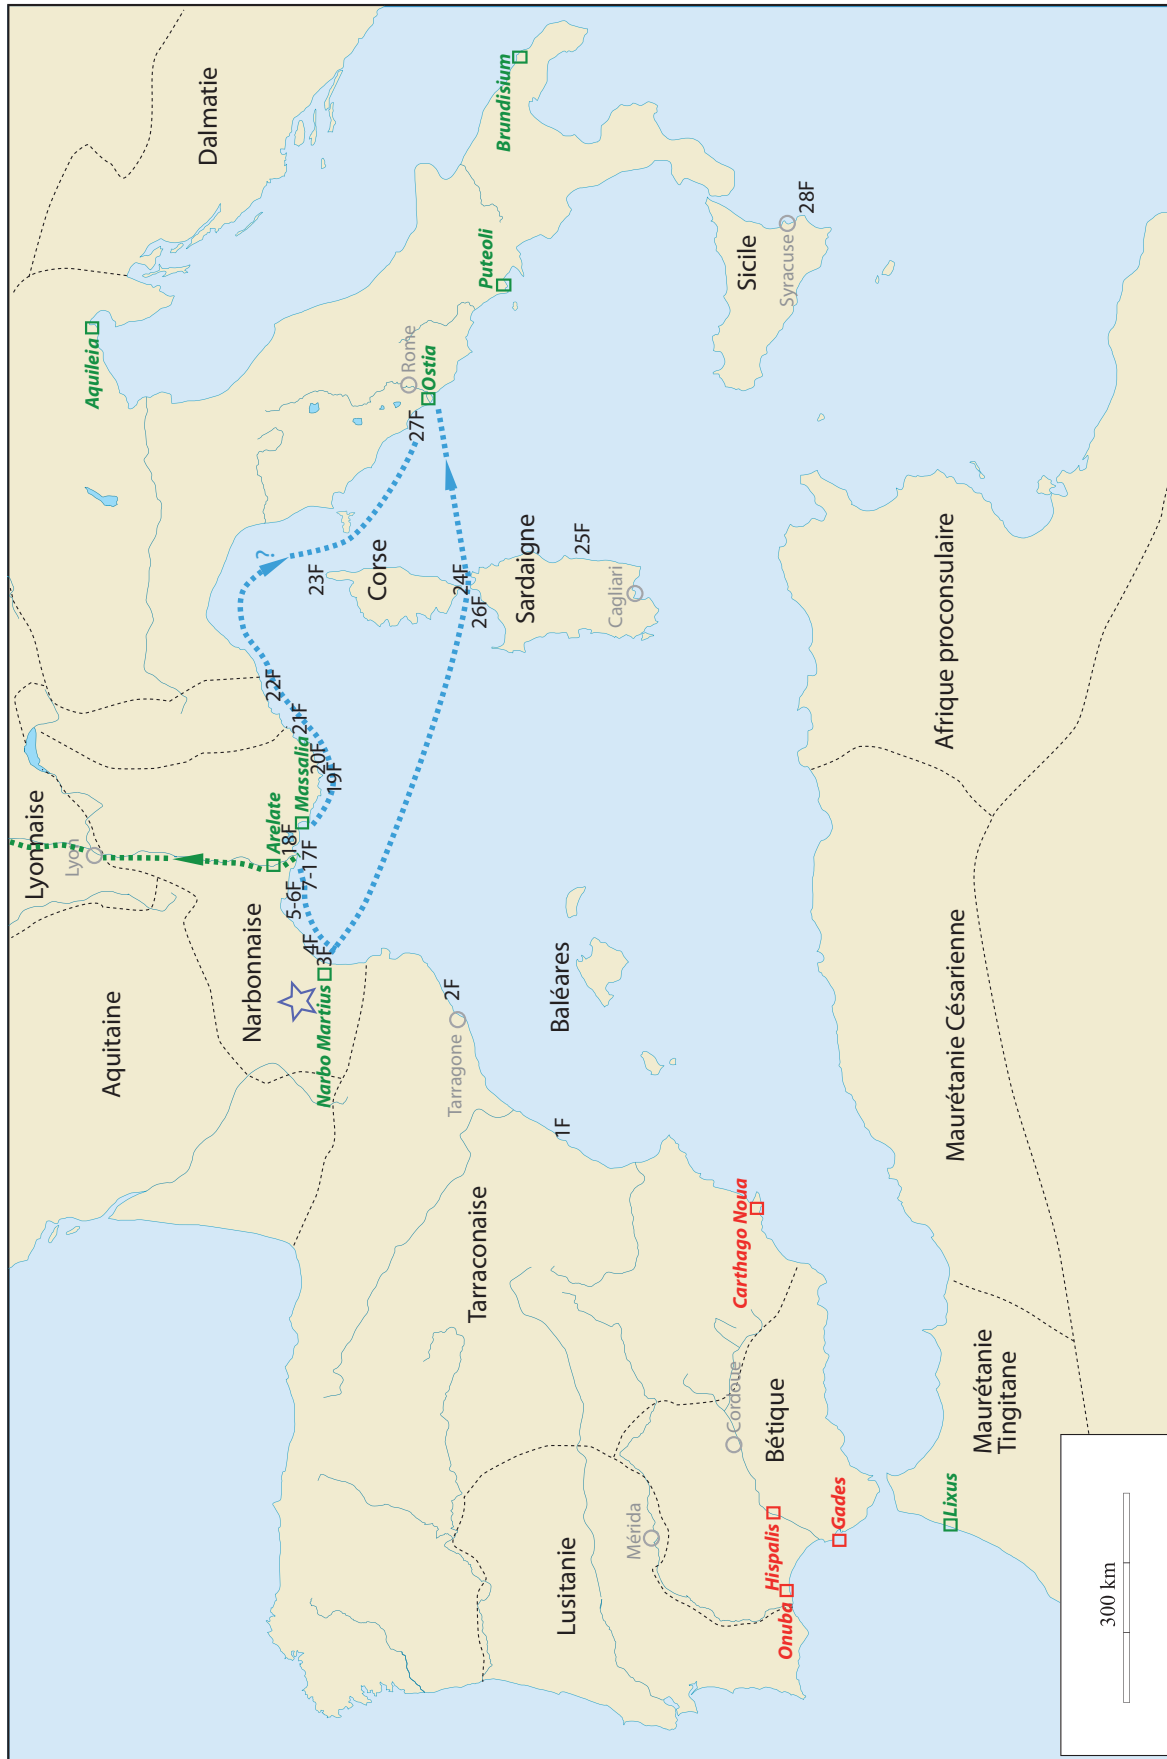 Lyonnaise
Lyon
Aquitaine
Narbonnaise
Narbo Martius
3F
4F
5-6F
7-17F
18F
Arelate
Massalia
19F
20F
21F
22F
?
23F
Corse
24F
26F
Sardaigne
25F
Cagliari
27F
Rome
Ostia
Aquileia
Dalmatie
Puteoli
Brundisium
Sicile
Syracuse
28F
Tarragone
2F
1F
Baléares
Tarraconaise
Carthago Noua
Lusitanie
Mérida
Cordoue
Bétique
Hispalis
Onuba
Gades
Lixus
Maurétanie
Tingitane
Maurétanie Césarienne
Afrique proconsulaire
300 km